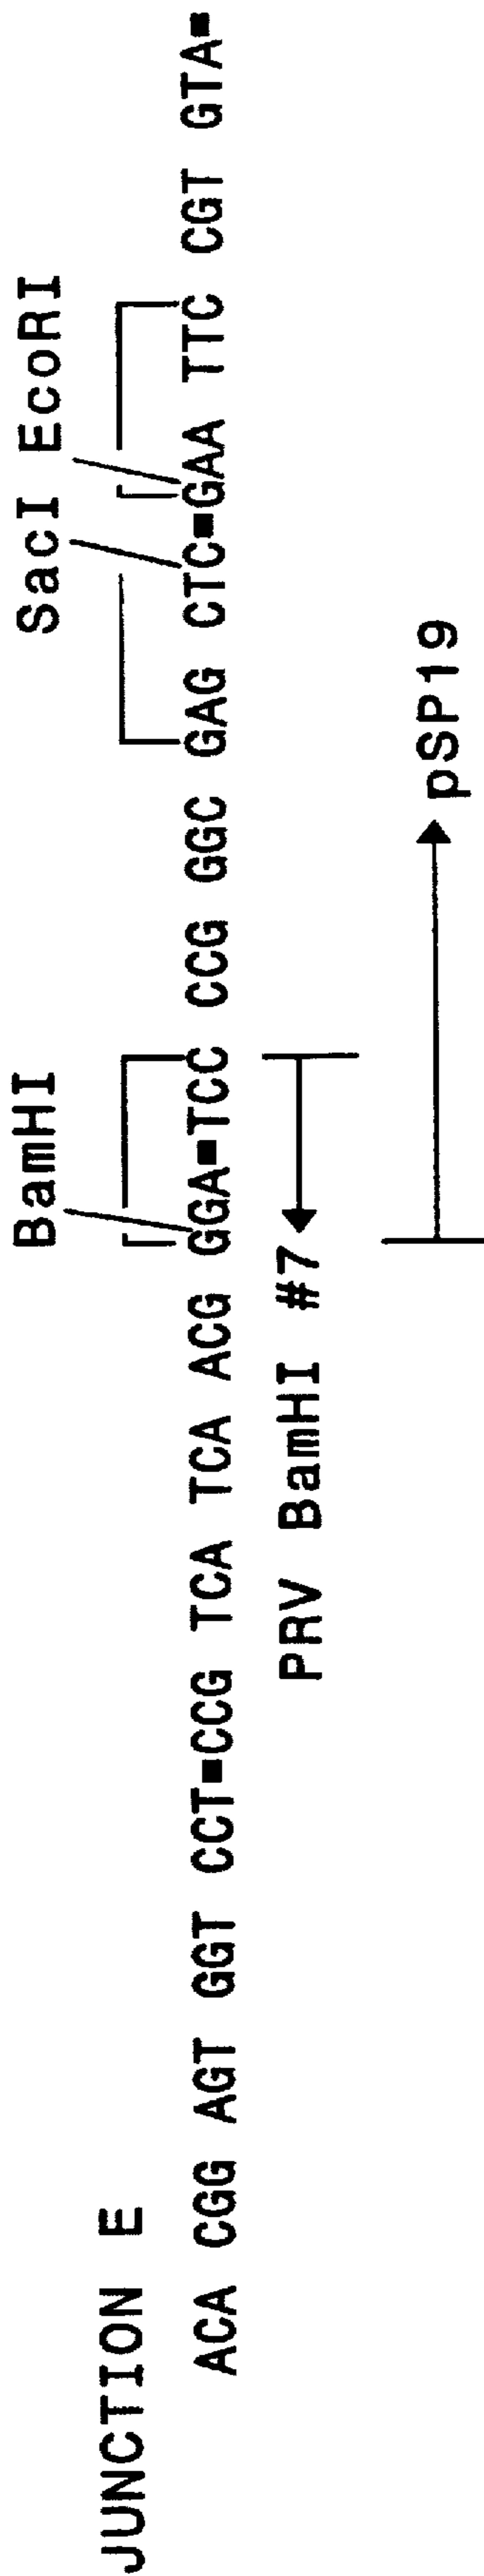 JUNCTION E
BamHI SacI EcoRI
ACA CGG AGT GGT CCT▪CCG TCA TCA ACG GGA▪TCC CCG GGC GAG CTC▪GAA TTC CGT GTA▪
PRV BamHI #7
pSP19